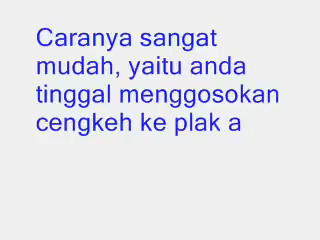 Caranya sangat
mudah, yaitu anda
tinggal menggosokan
cengkeh ke plak a